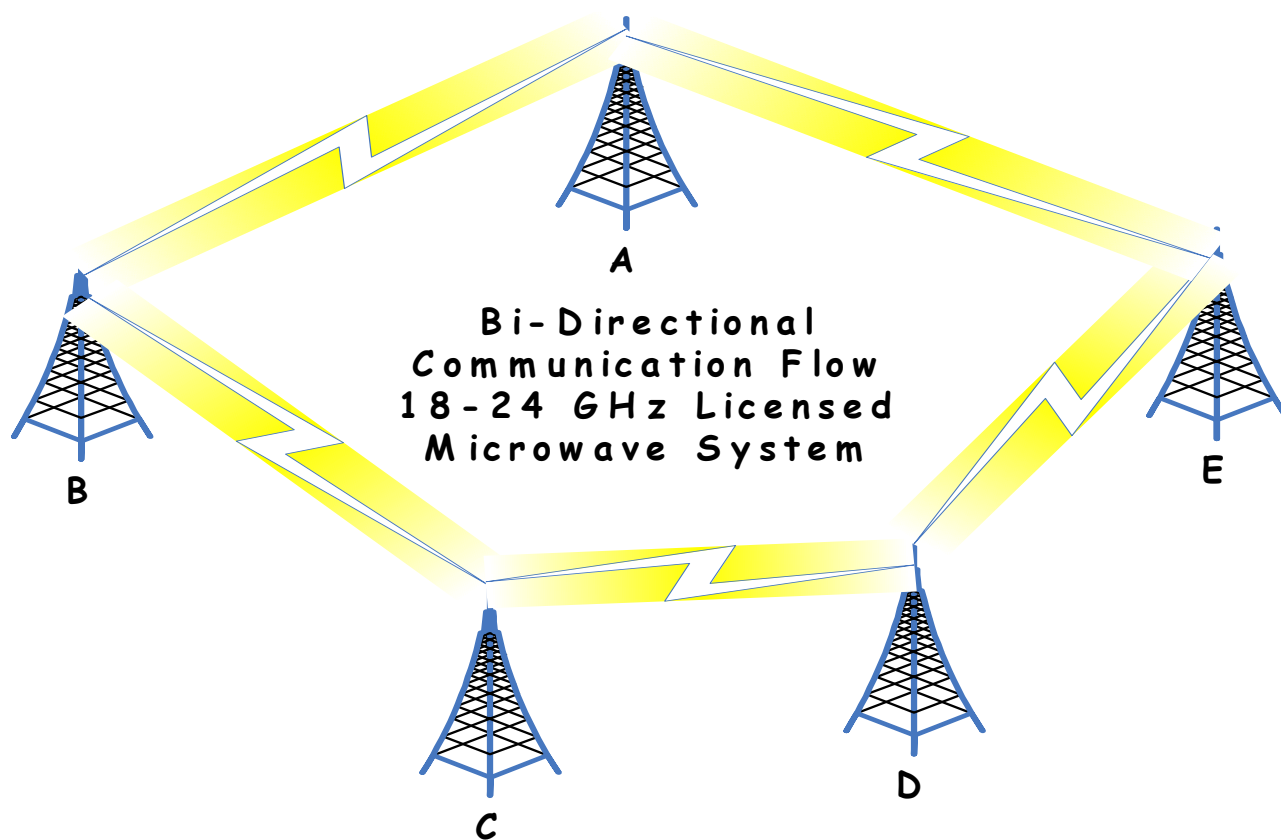 A
Bi-Directional
Communication Flow
18-24 GHz Licensed
Microwave System
B
E
C
D